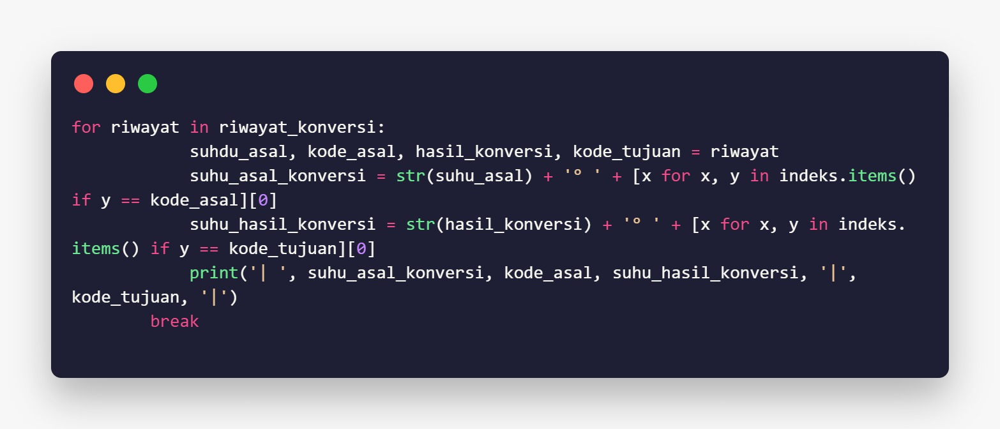 for riwayat in riwayat_konversi:
            suhdu_asal, kode_asal, hasil_konversi, kode_tujuan = riwayat
            suhu_asal_konversi = str(suhu_asal) + '° ' + [x for x, y in indeks.items()
if y == kode_asal][0]
            suhu_hasil_konversi = str(hasil_konversi) + '° ' + [x for x, y in indeks.
items() if y == kode_tujuan][0]
            print('| ', suhu_asal_konversi, kode_asal, suhu_hasil_konversi, '|',
kode_tujuan, '|')
        break